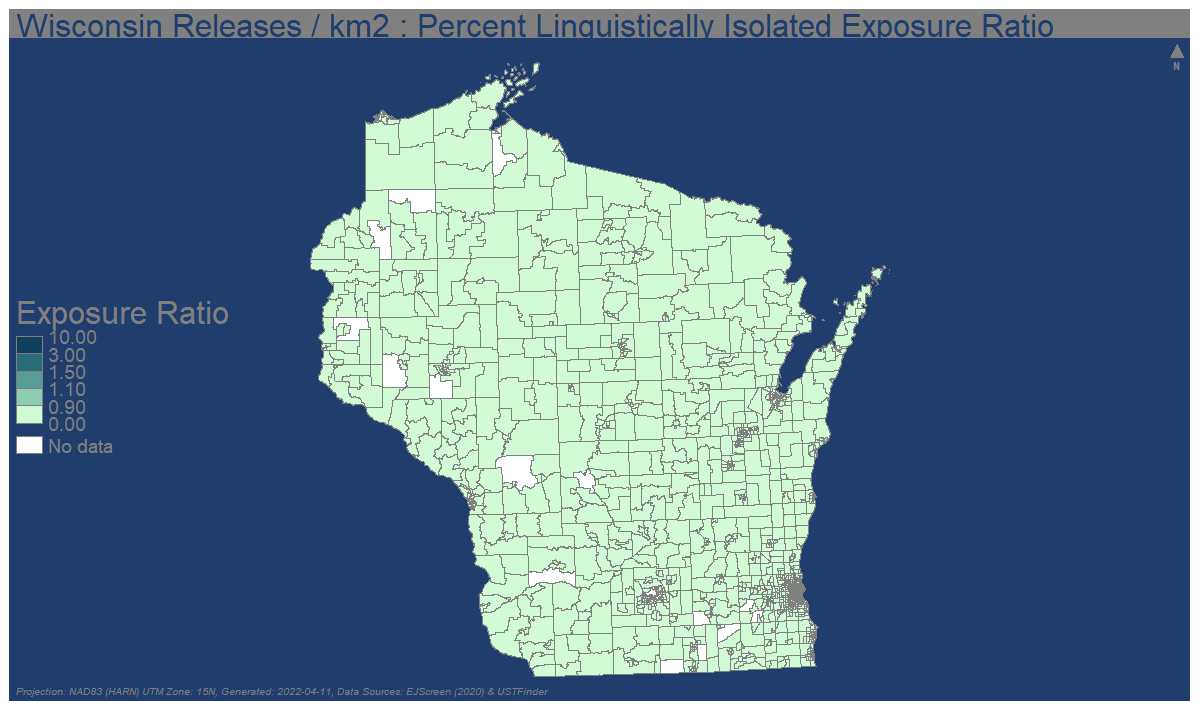 Wisconsin Releases / km2 : Percent Linguistically Isolated Exposure Ratio
N
Exposure Ratio
10.00
3.00
1.50
1.10
0.90
0.00
No data
Projection: NAD83 (HARN) UTM Zone: 15N, Generated: 2022-04-11, Data Sources: EJScreen (2020) & USTFinder